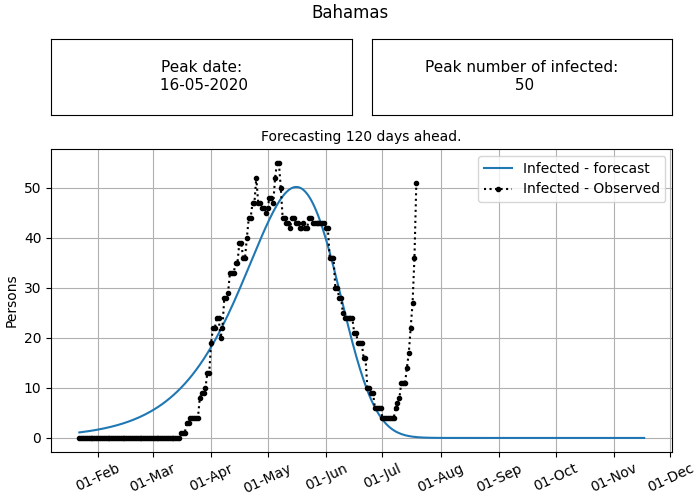 Bahamas
Peak date:
16-05-2020
Peak number of infected:
50
Forecasting 120 days ahead.
Infected - forecast
Infected - Observed
Persons
50
40
30
20
10
0
01-Feb
01-Mar
01-Apr
01-May
01-Jun
01-Jul
01-Aug
01-Sep
01-Oct
01-Nov
01-Dec